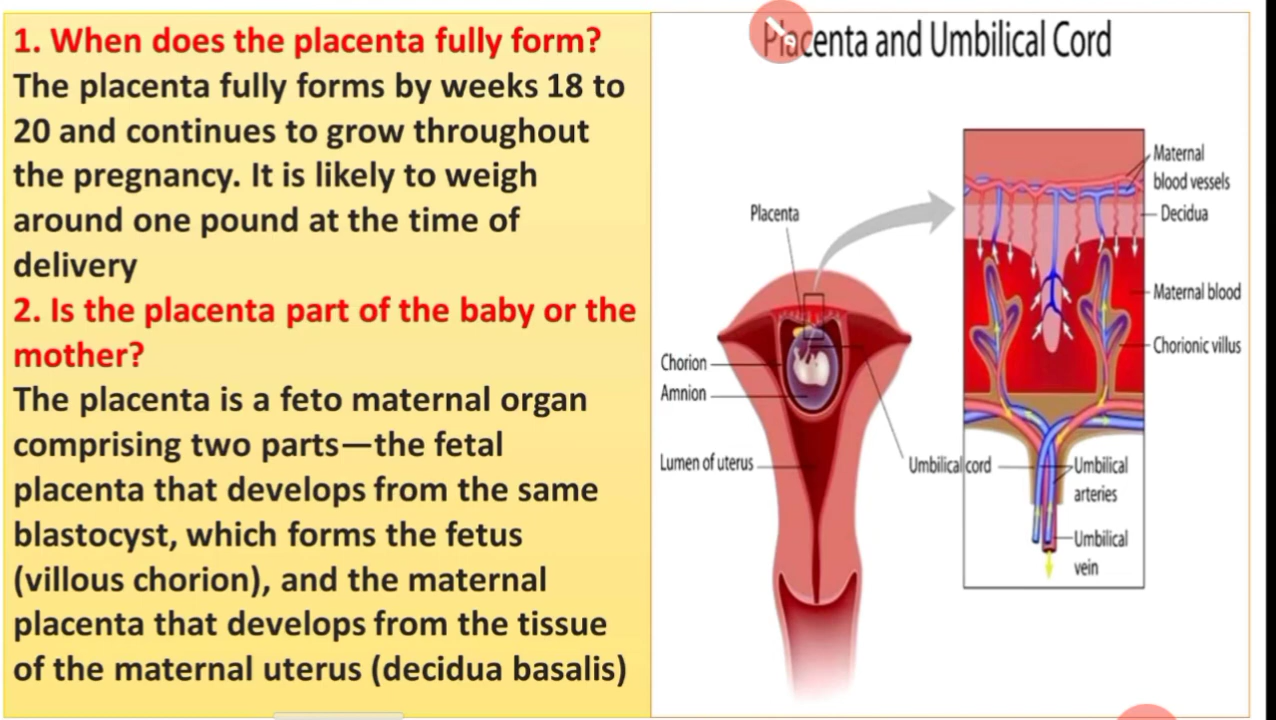 1. When does the placenta fully form?
The placenta fully forms by weeks 18 to
20 and continues to grow throughout
the pregnancy. It is likely to weigh
around one pound at the time of
delivery
2. Is the placenta part of the baby or the
mother?
The placenta is a feto maternal organ
comprising two parts—the fetal
placenta that develops from the same
blastocyst, which forms the fetus
(villous chorion), and the maternal
placenta that develops from the tissue
of the maternal uterus (decidua basalis)
Placenta and Umbilical Cord
Placenta
Chorion
Amnion
Lumen of uterus
Umbilical cord
Maternal
blood vessels
Decidua
Maternal blood
Chorionic villus
Umbilical
arteries
Umbilical
vein